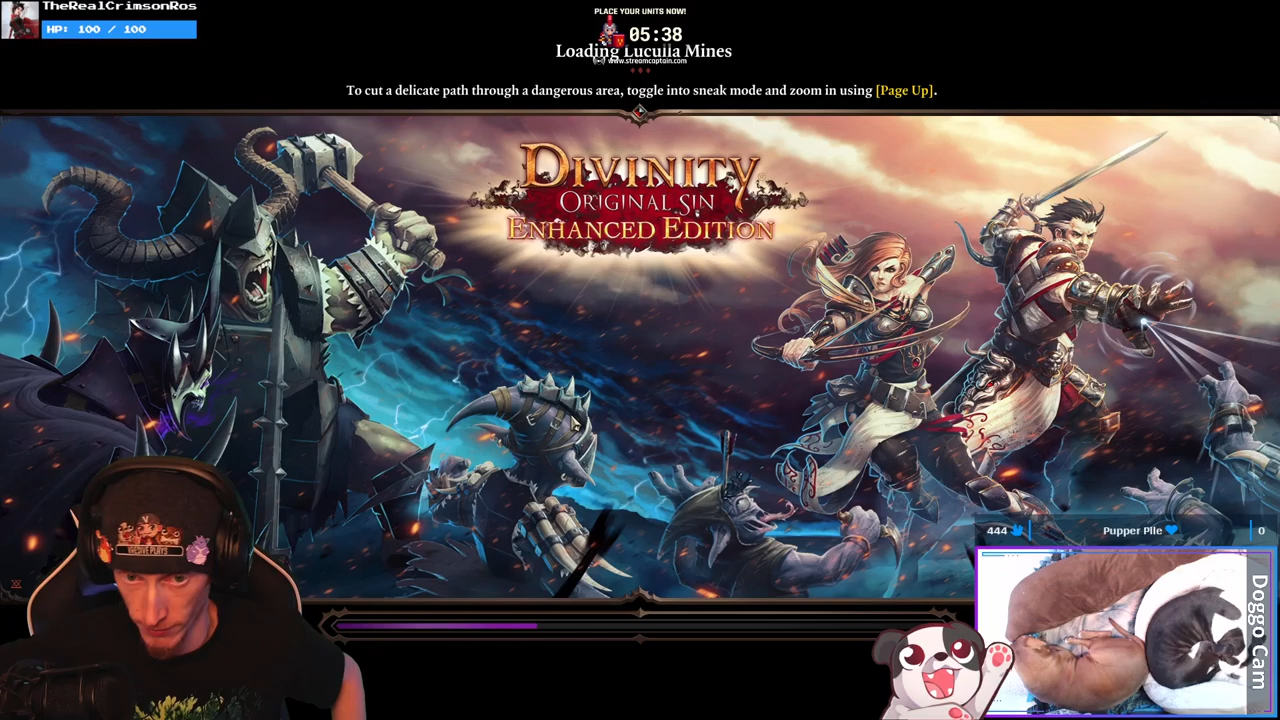 TheRealCrimsonRos
HP: 100 / 100
PLACE YOUR UNITS NOW!
05:38
Loading Luculla Mines
www.streamcaptain.com
To cut a delicate path through a dangerous area, toggle into sneak mode and zoom in using [Page Up].
DIVINITY
ORIGINAL SIN
ENHANCED EDITION
444
Pupper Pile
0
Doggo Cam